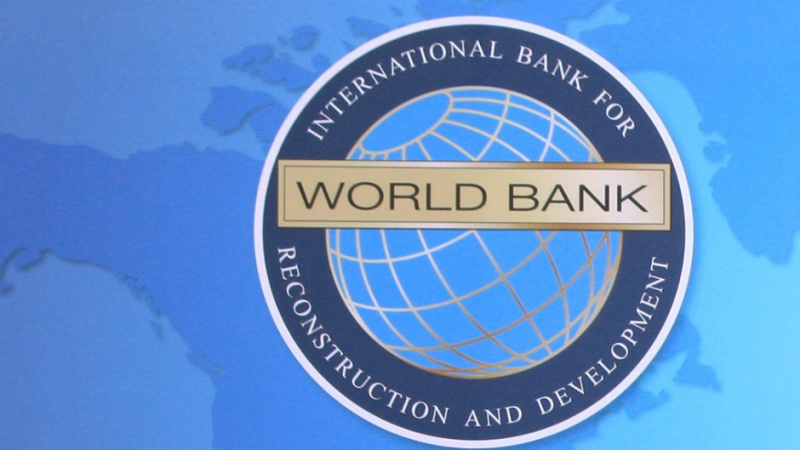 INTERNATIONAL BANK FOR
WORLD BANK
RECONSTRUCTION AND DEVELOPMENT